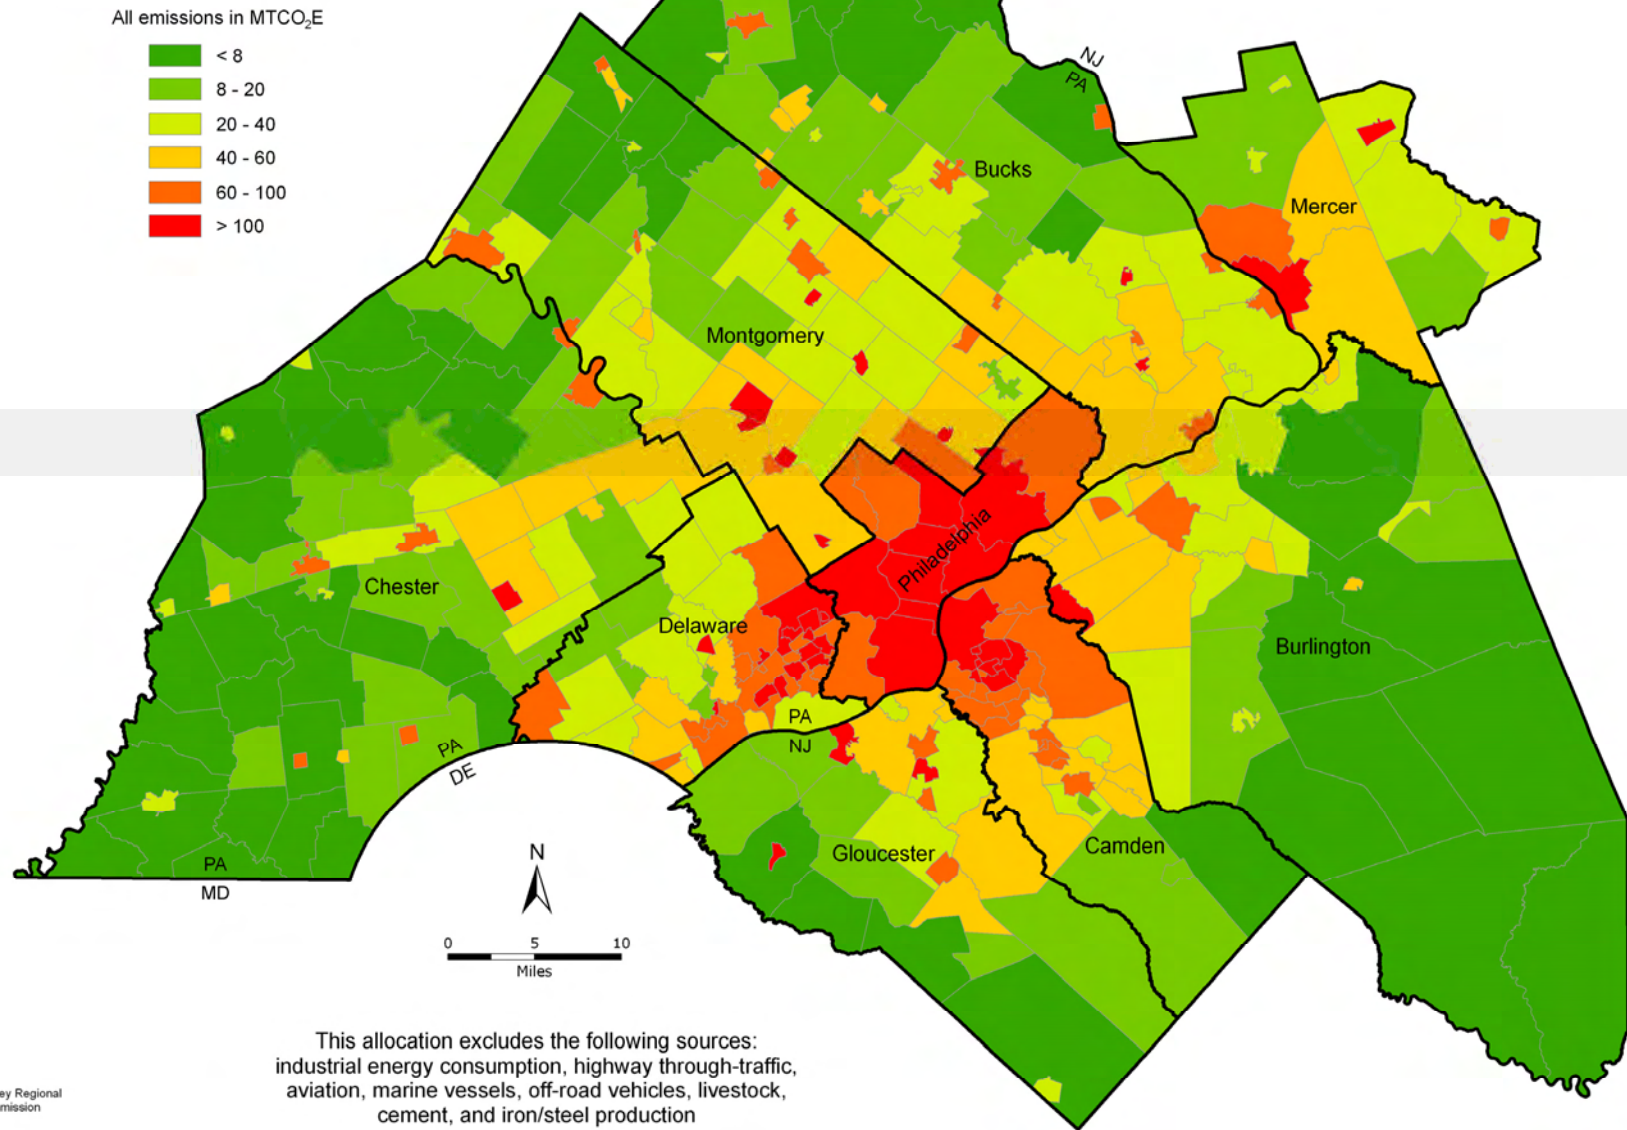 All emissions in MTCO₂E
< 8
8 - 20
20 - 40
40 - 60
60 - 100
> 100
NJ
PA
Bucks
Mercer
Montgomery
Philadelphia
Chester
Delaware
Burlington
PA
NJ
PA
DE
Gloucester
Camden
PA
MD
N
0 5 10
Miles
This allocation excludes the following sources:
industrial energy consumption, highway through-traffic,
aviation, marine vessels, off-road vehicles, livestock,
cement, and iron/steel production
ey Regional
mission